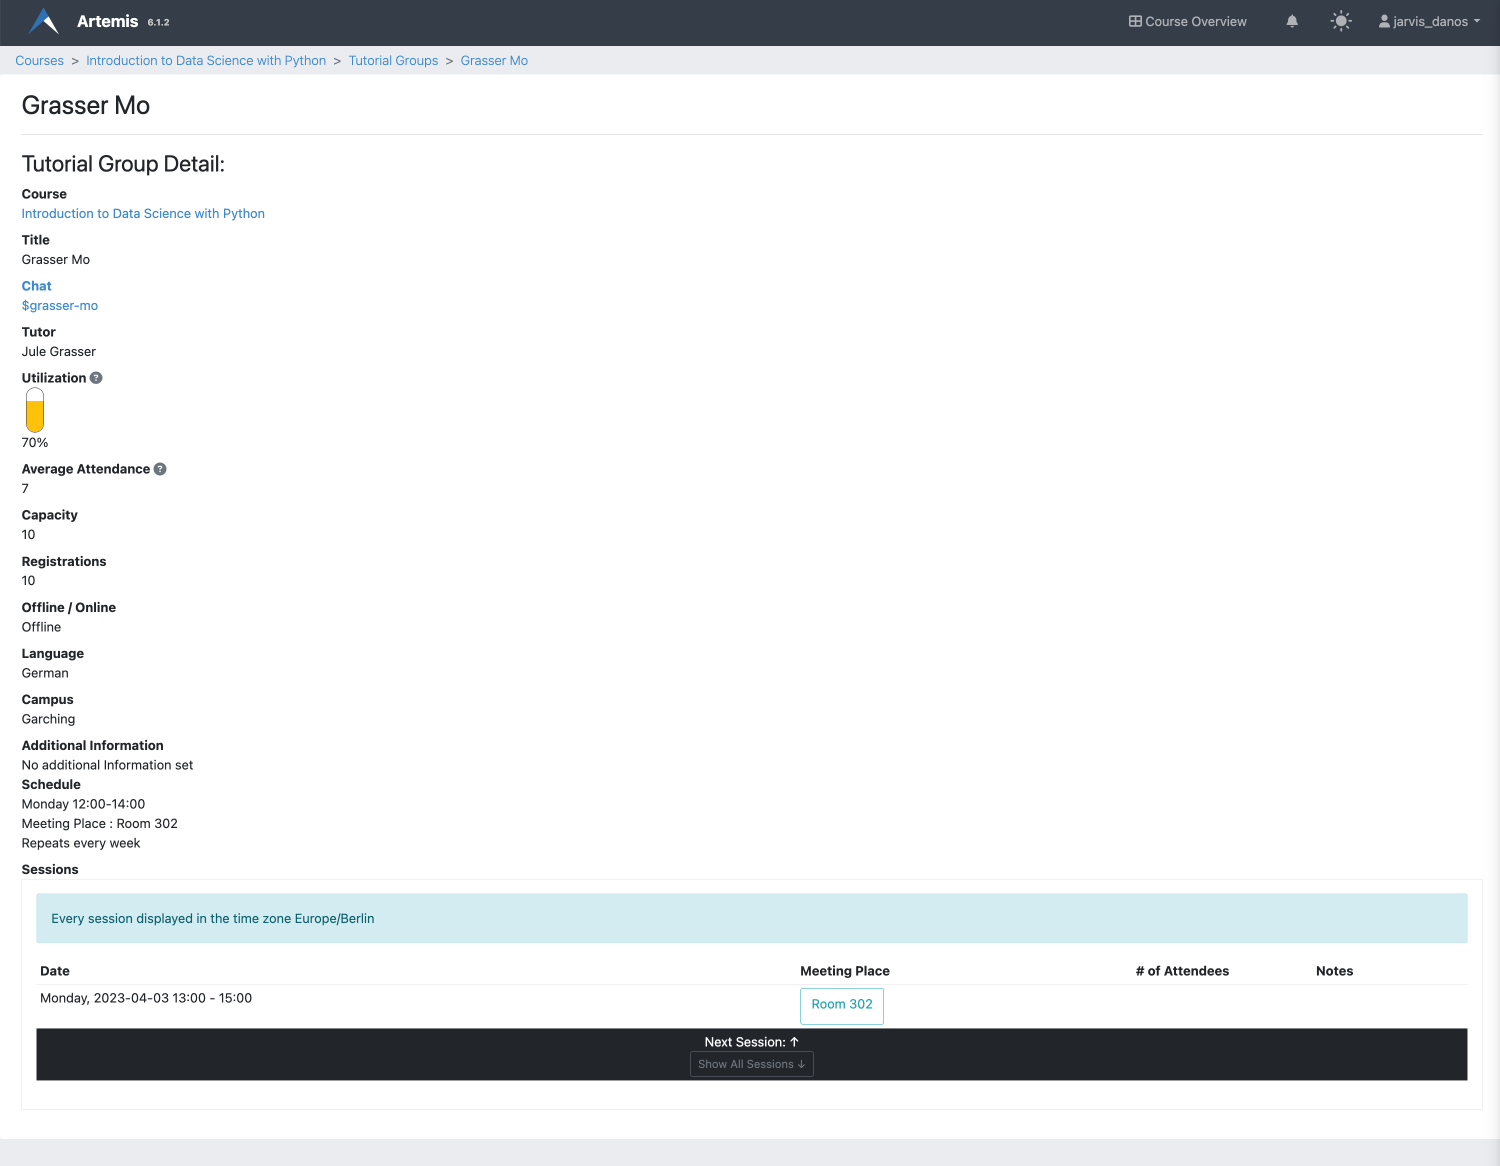 Artemis 6.1.2
Course Overview
jarvis_danos
Courses > Introduction to Data Science with Python > Tutorial Groups > Grasser Mo
Grasser Mo
Tutorial Group Detail:
Course
Introduction to Data Science with Python
Title
Grasser Mo
Chat
$grasser-mo
Tutor
Jule Grasser
Utilization ?
70%
Average Attendance ?
7
Capacity
10
Registrations
10
Offline / Online
Offline
Language
German
Campus
Garching
Additional Information
No additional Information set
Schedule
Monday 12:00-14:00
Meeting Place : Room 302
Repeats every week
Sessions
Every session displayed in the time zone Europe/Berlin
Date Meeting Place # of Attendees Notes
Monday, 2023-04-03 13:00 - 15:00 Room 302
Next Session: ↑
Show All Sessions ↓